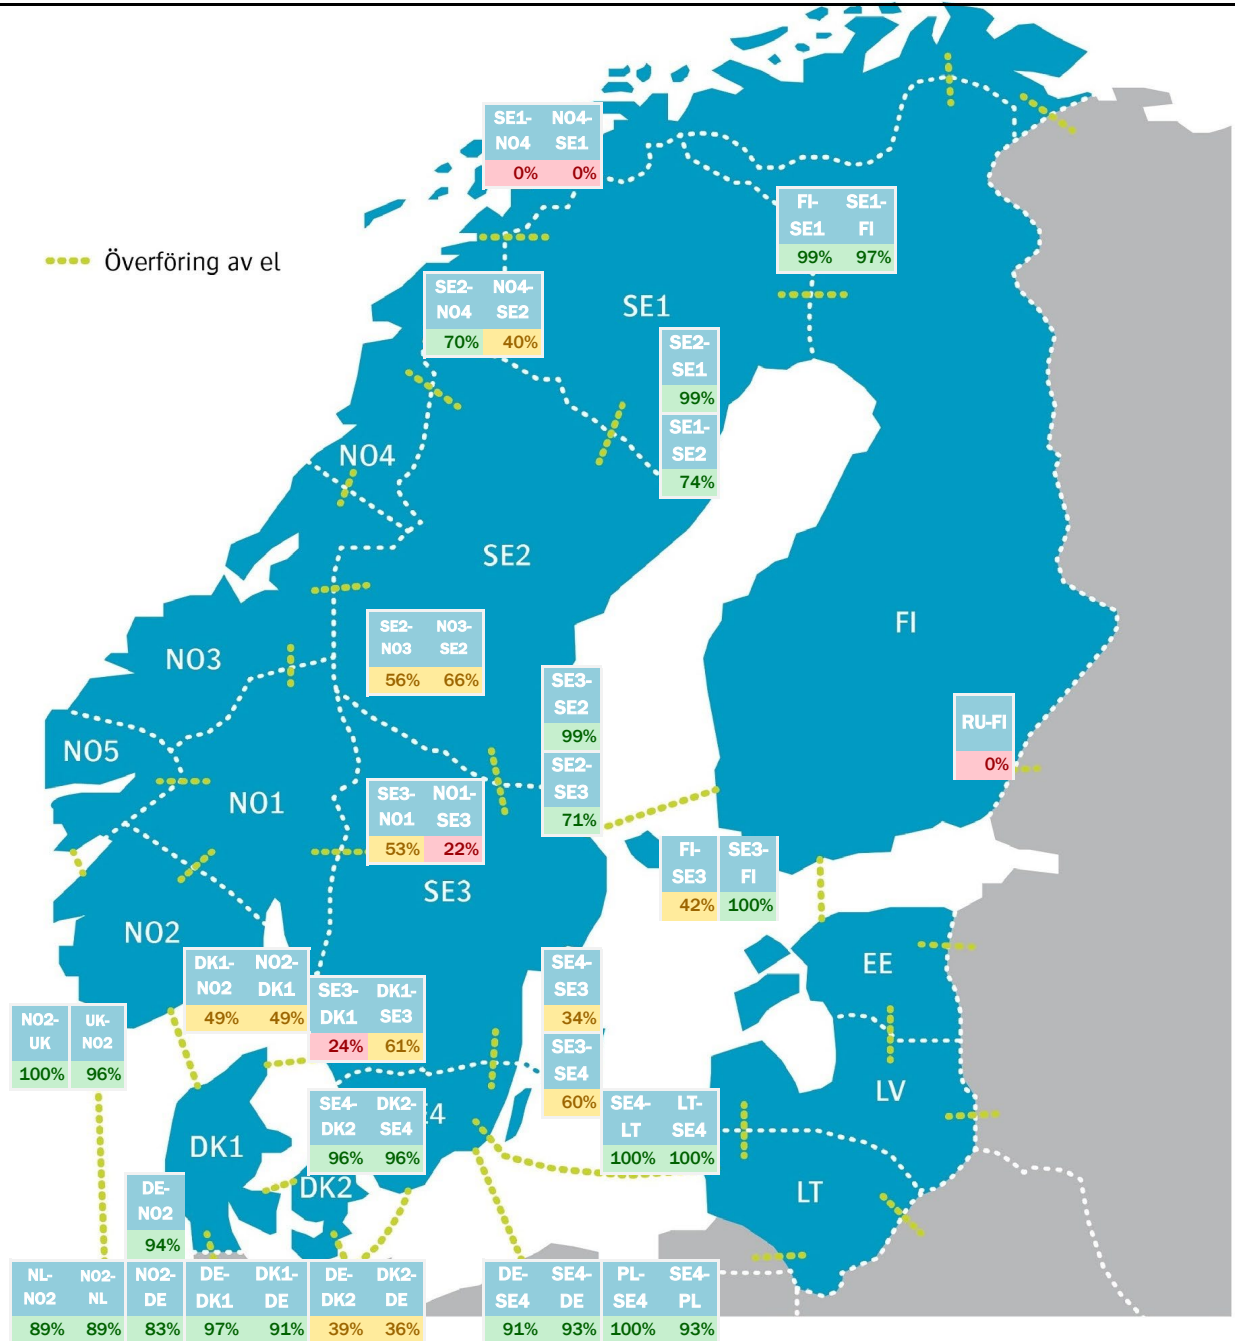 SE1- NO4-
NO4 SE1
0% 0%
FI- SE1-
SE1 FI
99% 97%
Överföring av el
SE2- NO4-
NO4 SE2
70% 40%
SE1
SE2-
SE1
99%
SE1-
SE2
74%
NO4
SE2
FI
SE2- NO3-
NO3 SE2
56% 66%
NO3
SE3-
SE2
99%
SE2-
SE3
71%
RU-FI
0%
NO5
NO1
SE3- NO1-
NO1 SE3
53% 22%
SE3
FI- SE3-
SE3 FI
42% 100%
NO2
EE
DK1- NO2-
NO2 DK1
49% 49%
SE3- DK1-
DK1 SE3
24% 61%
SE4-
SE3
34%
SE3-
SE4
60%
NO2- UK-
UK NO2
100% 96%
LV
SE4- DK2-
DK2 SE4
96% 96%
E4
SE4- LT-
LT SE4
100% 100%
DK1
DK2
LT
DE-
NO2
94%
NL- NO2- NO2- DE- DK1- DE- DK2- DE- SE4- PL- SE4-
NO2 NL DE DK1 DE DK2 DE SE4 DE SE4 PL
89% 89% 83% 97% 91% 39% 36% 91% 93% 100% 93%